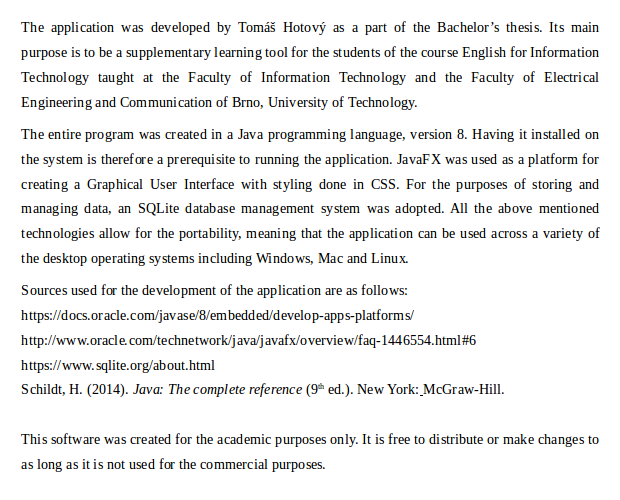 The application was developed by Tomáš Hotový as a part of the Bachelor’s thesis. Its main
purpose is to be a supplementary learning tool for the students of the course English for Information
Technology taught at the Faculty of Information Technology and the Faculty of Electrical
Engineering and Communication of Brno, University of Technology.
The entire program was created in a Java programming language, version 8. Having it installed on
the system is therefore a prerequisite to running the application. JavaFX was used as a platform for
creating a Graphical User Interface with styling done in CSS. For the purposes of storing and
managing data, an SQLite database management system was adopted. All the above mentioned
technologies allow for the portability, meaning that the application can be used across a variety of
the desktop operating systems including Windows, Mac and Linux.
Sources used for the development of the application are as follows:
https://docs.oracle.com/javase/8/embedded/develop-apps-platforms/
http://www.oracle.com/technetwork/java/javafx/overview/faq-1446554.html#6
https://www.sqlite.org/about.html
Schildt, H. (2014). Java: The complete reference (9th ed.). New York: McGraw-Hill.
This software was created for the academic purposes only. It is free to distribute or make changes to
as long as it is not used for the commercial purposes.